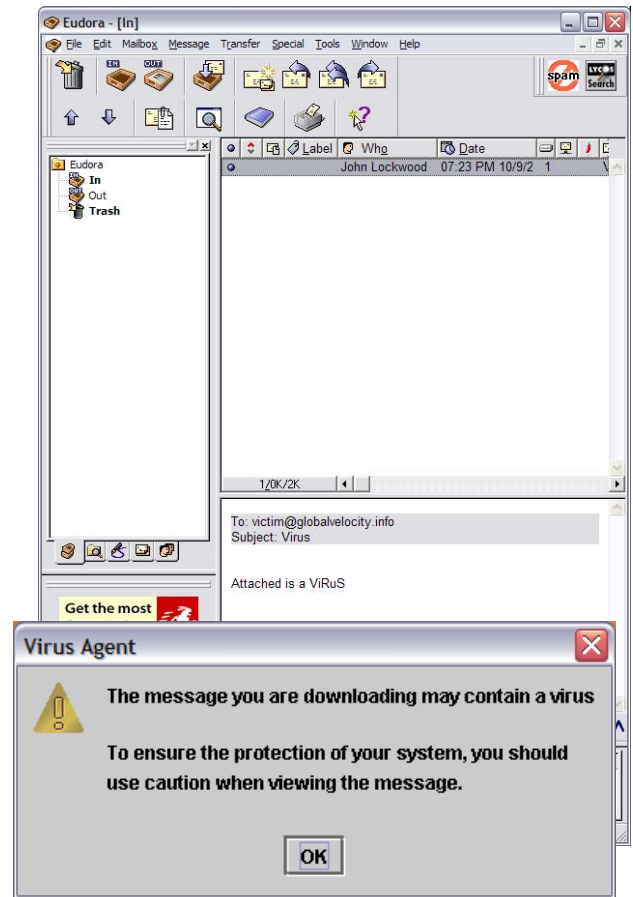 Eudora - [In]
File Edit Mailbox Message Transfer Special Tools Window Help
IN OUT
spam LYCOS Search
Label Who Date
John Lockwood 07:23 PM 10/9/2 1
Eudora
In
Out
Trash
1/0K/2K
To: victim@globalvelocity.info
Subject: Virus
Attached is a ViRuS
Get the most
Virus Agent
The message you are downloading may contain a virus
To ensure the protection of your system, you should
use caution when viewing the message.
OK